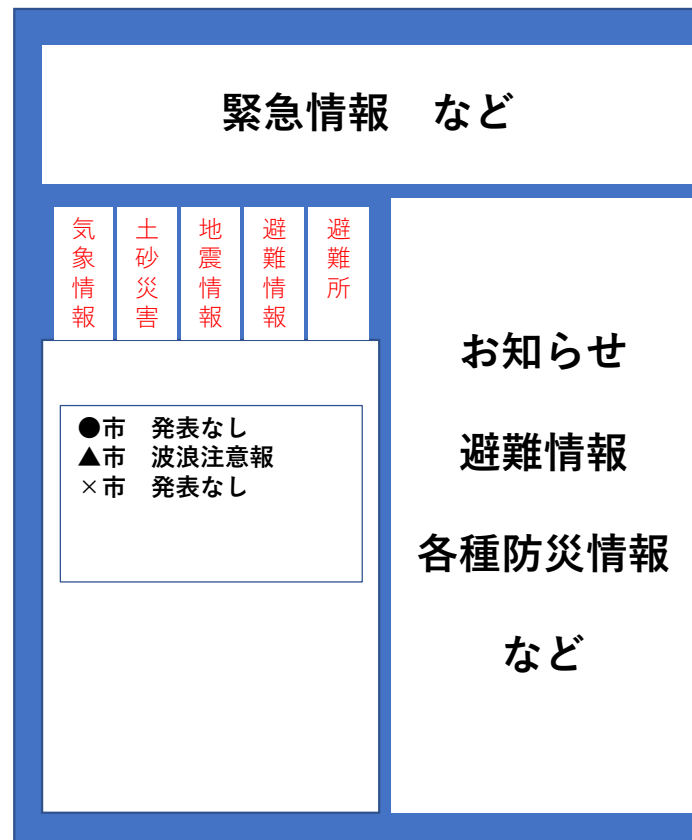 緊急情報　など
気象情報
土砂災害
地震情報
避難情報
避難所
●市　発表なし
▲市　波浪注意報
×市　発表なし
お知らせ
避難情報
各種防災情報
など